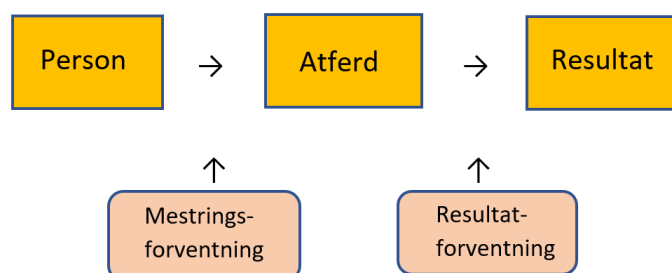 Person → Atferd → Resultat
↑ ↑
Mestrings-
forventning
Resultat-
forventning